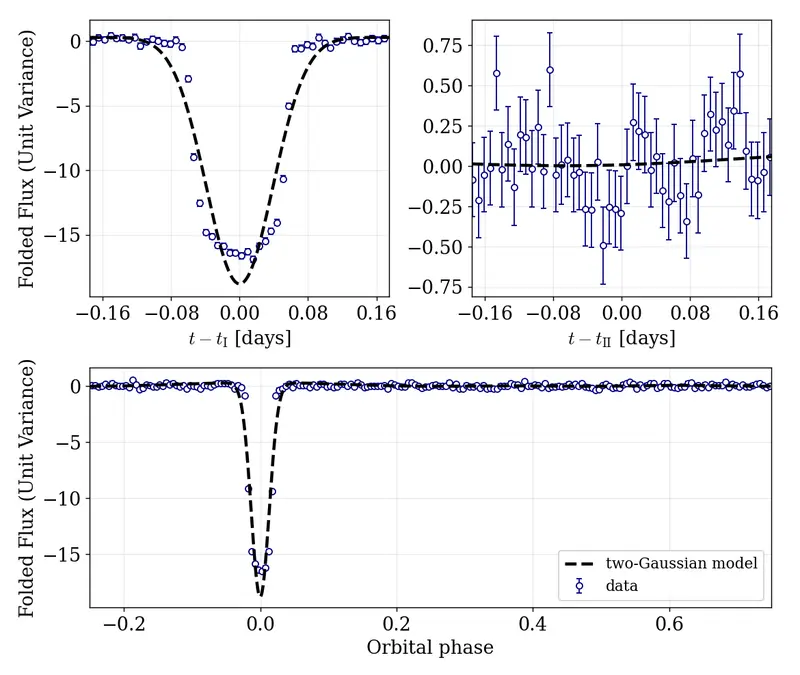 Folded Flux (Unit Variance)
0
−5
−10
−15
−0.16 −0.08 0.00 0.08 0.16
t − tI [days]
0.75
0.50
0.25
0.00
−0.25
−0.50
−0.75
−0.16 −0.08 0.00 0.08 0.16
t − tII [days]
Folded Flux (Unit Variance)
0
−5
−10
−15
−0.2 0.0 0.2 0.4 0.6
Orbital phase
two-Gaussian model
data